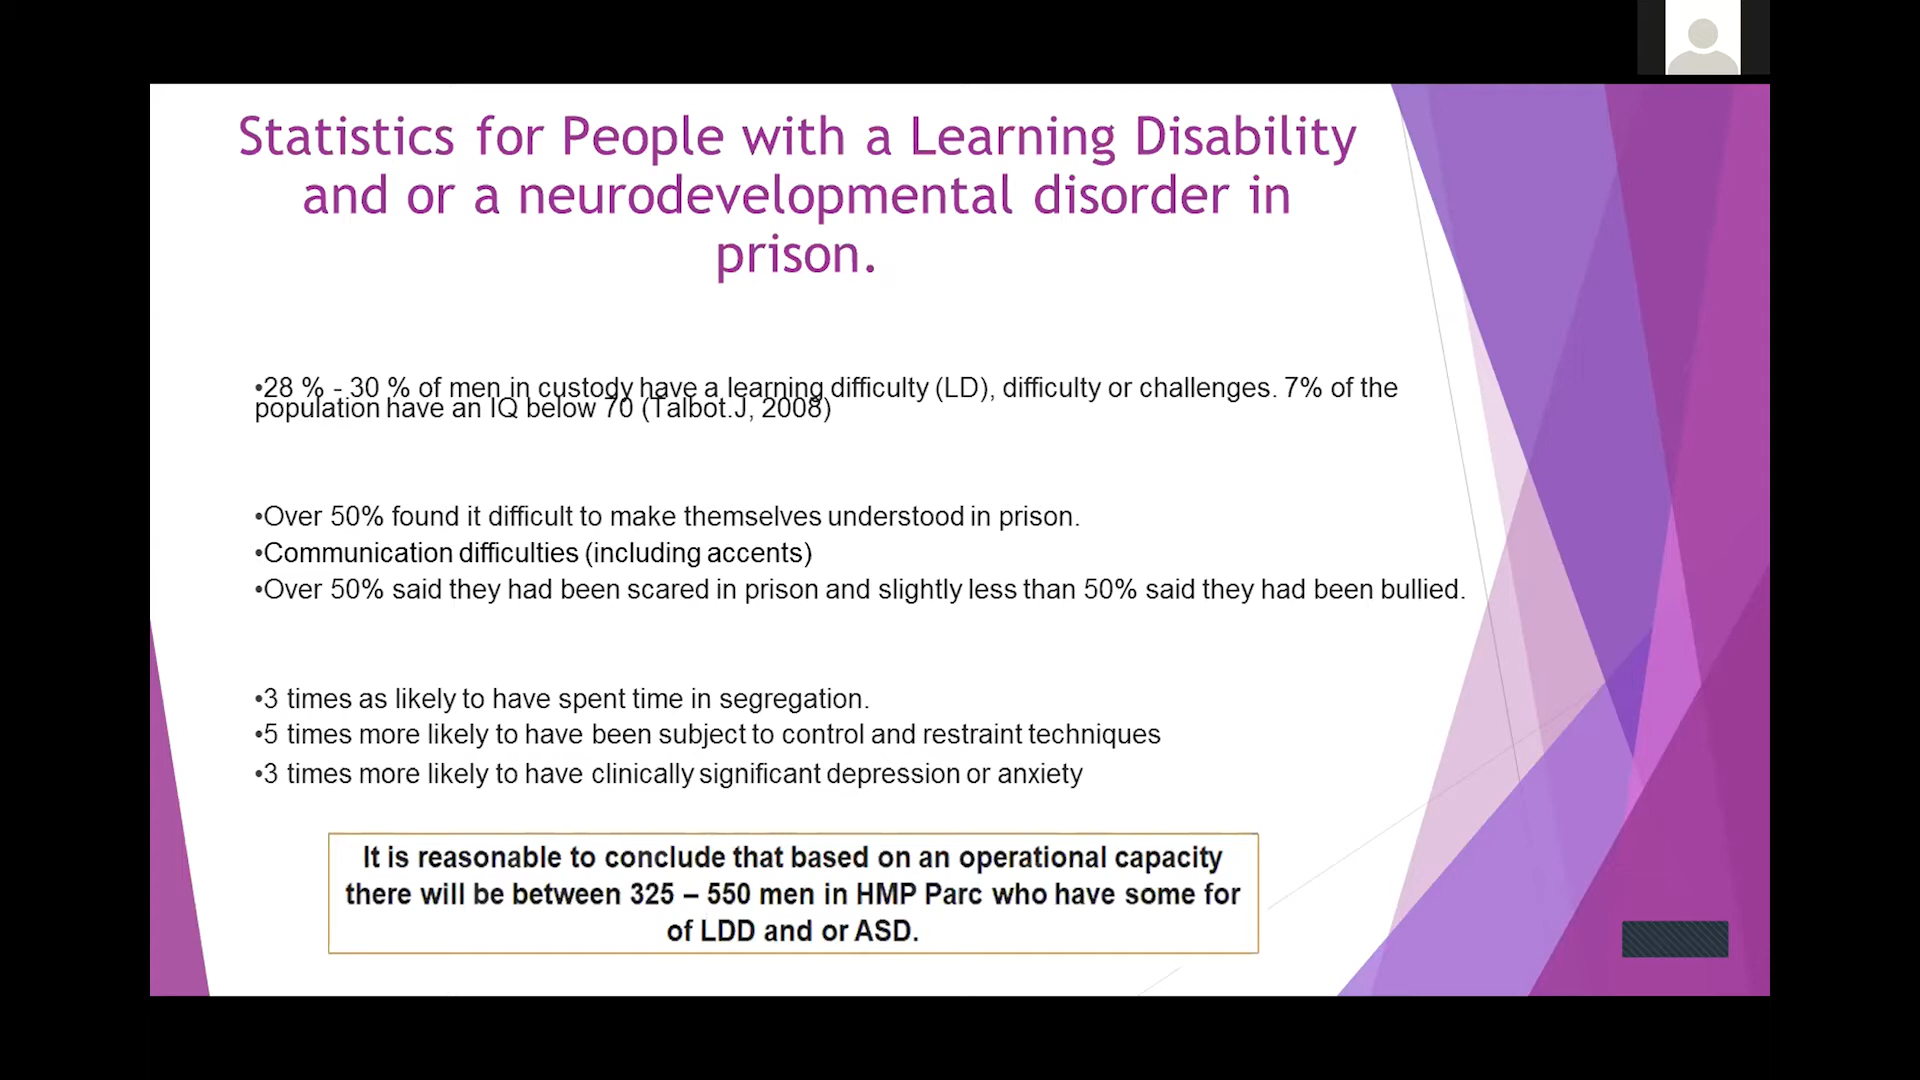 Statistics for People with a Learning Disability
and or a neurodevelopmental disorder in
prison.
•28 % - 30 % of men in custody have a learning difficulty (LD), difficulty or challenges. 7% of the
population have an IQ below 70 (Talbot.J, 2008)
•Over 50% found it difficult to make themselves understood in prison.
•Communication difficulties (including accents)
•Over 50% said they had been scared in prison and slightly less than 50% said they had been bullied.
•3 times as likely to have spent time in segregation.
•5 times more likely to have been subject to control and restraint techniques
•3 times more likely to have clinically significant depression or anxiety
It is reasonable to conclude that based on an operational capacity
there will be between 325 – 550 men in HMP Parc who have some for
of LDD and or ASD.